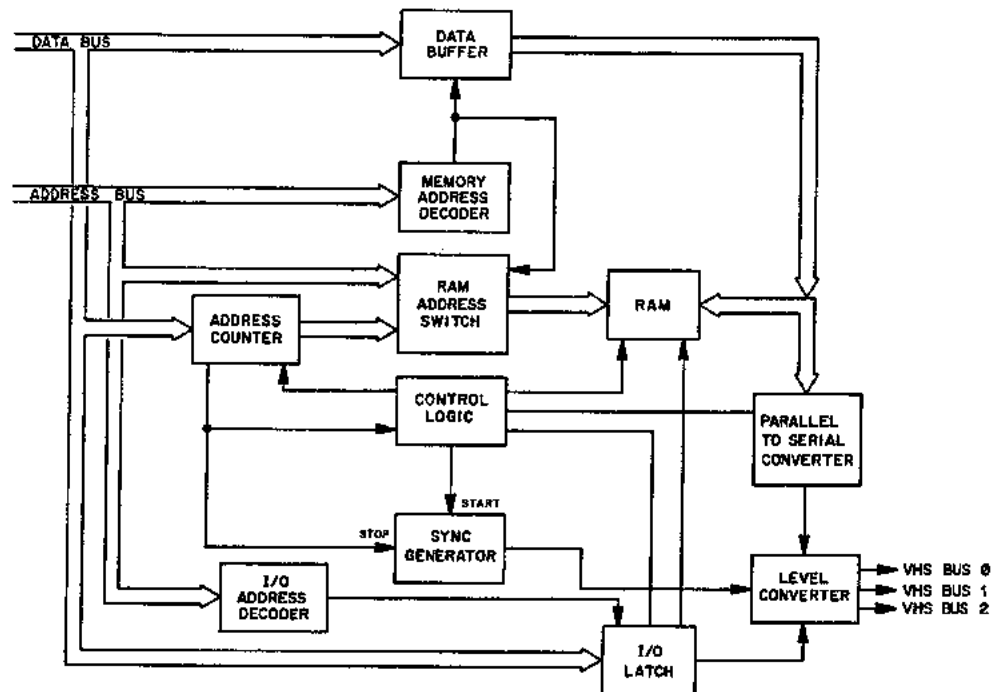 DATA BUS
DATA
BUFFER
ADDRESS BUS
MEMORY
ADDRESS
DECODER
RAM
ADDRESS
SWITCH
RAM
ADDRESS
COUNTER
CONTROL
LOGIC
PARALLEL
TO SERIAL
CONVERTER
START
STOP
SYNC
GENERATOR
I/O
ADDRESS
DECODER
LEVEL
CONVERTER
VHS BUS 0
VHS BUS 1
VHS BUS 2
I/O
LATCH